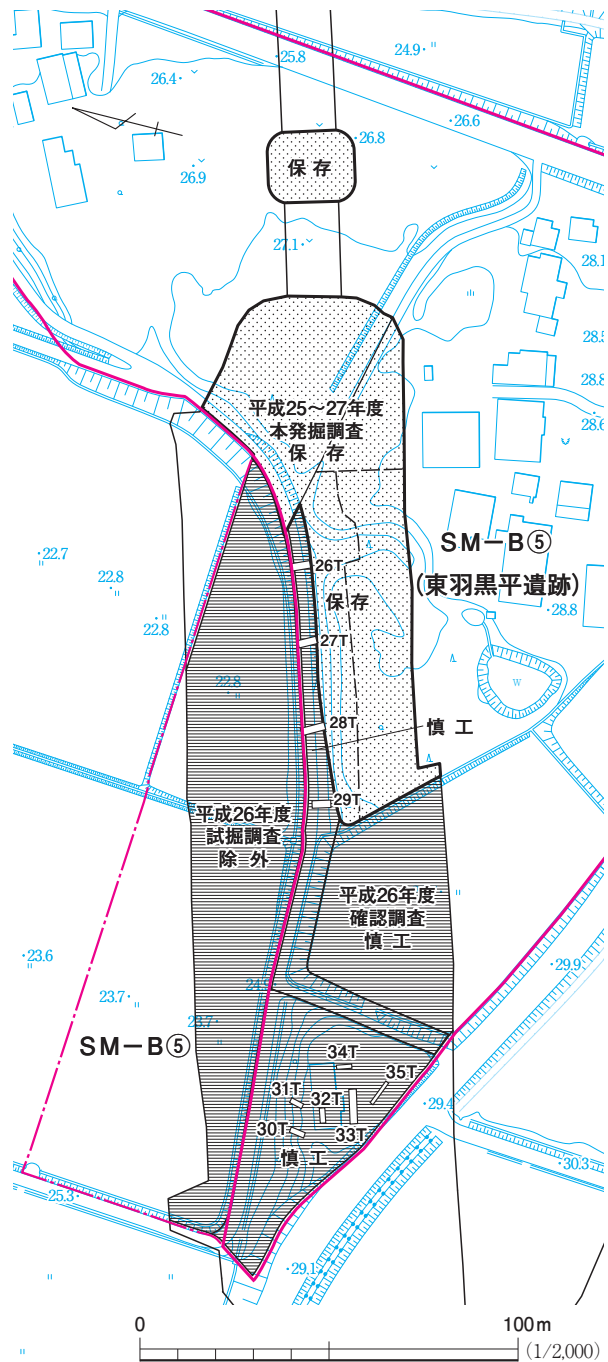 25.8
24.9
26.4
26.6
26.8
保存
26.9
27.1
28.1
28.5
28.8
28.6
平成25~27年度
本発掘調査
保 存
SM-B⑤
(東羽黒平遺跡)
22.7
22.8
22.8
28.8
26T
保存
27T
22.8
W
28T
慎 工
29T
平成26年度
試掘調査
除 外
平成26年度
確認調査
慎 工
23.6
24.9
29.9
23.7
23.7
SM-B⑤
34T
35T
31T
32T
29.4
30T
33T
慎 工
30.3
25.3
29.1
0
100m
(1/2,000)